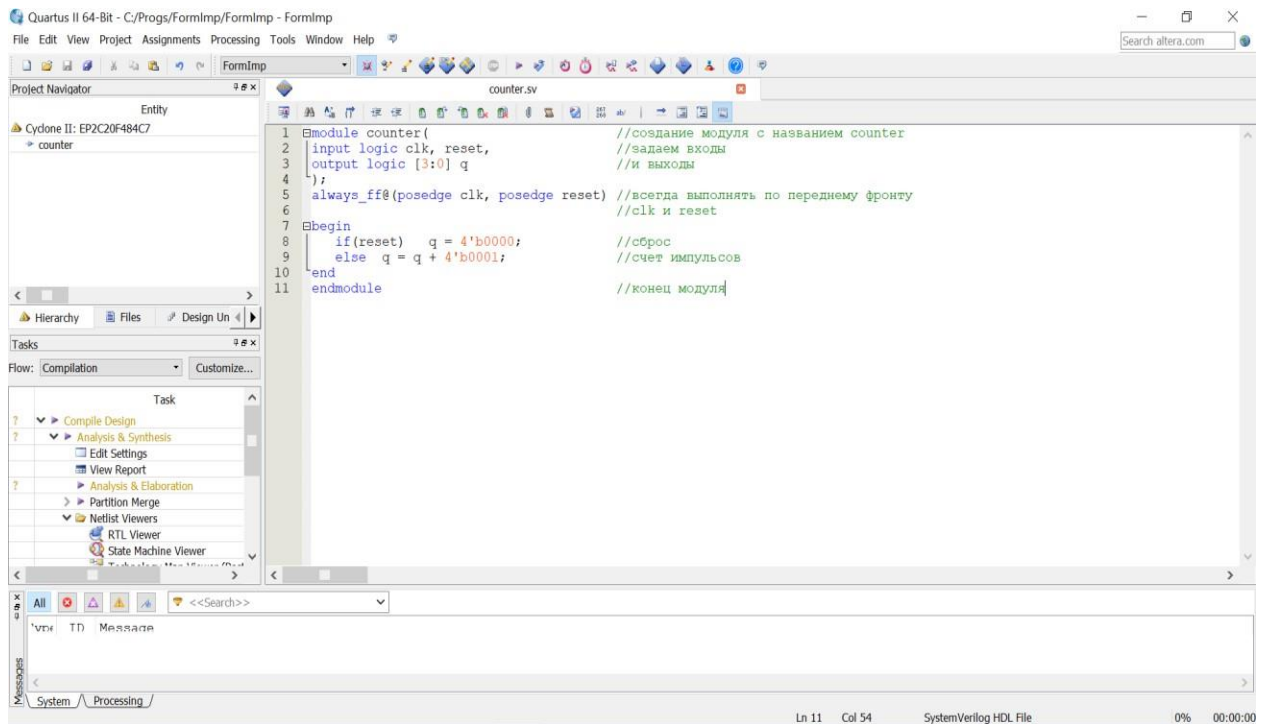 Quartus II 64-Bit - C:/Progs/FormImp/FormImp - FormImp
File Edit View Project Assignments Processing Tools Window Help
Search altera.com
FormImp
Project Navigator
counter.sv
Entity
Cyclone II: EP2C20F484C7
counter
1 module counter( //создание модуля с названием counter
2 input logic clk, reset, //задаем входы
3 output logic [3:0] q //и выходы
4 );
5 always_ff@(posedge clk, posedge reset) //всегда выполнять по переднему фронту
6 //clk и reset
7 begin
8 if(reset) q = 4'b0000; //сброс
9 else q = q + 4'b0001; //счет импульсов
10 end
11 endmodule //конец модуля
Hierarchy Files Design Un
Tasks
Flow: Compilation Customize...
Task
? Compile Design
? Analysis & Synthesis
Edit Settings
View Report
? Analysis & Elaboration
Partition Merge
Netlist Viewers
RTL Viewer
State Machine Viewer
All <<Search>>
ID Message
Messages
System Processing
Ln 11 Col 54 SystemVerilog HDL File 0% 00:00:00